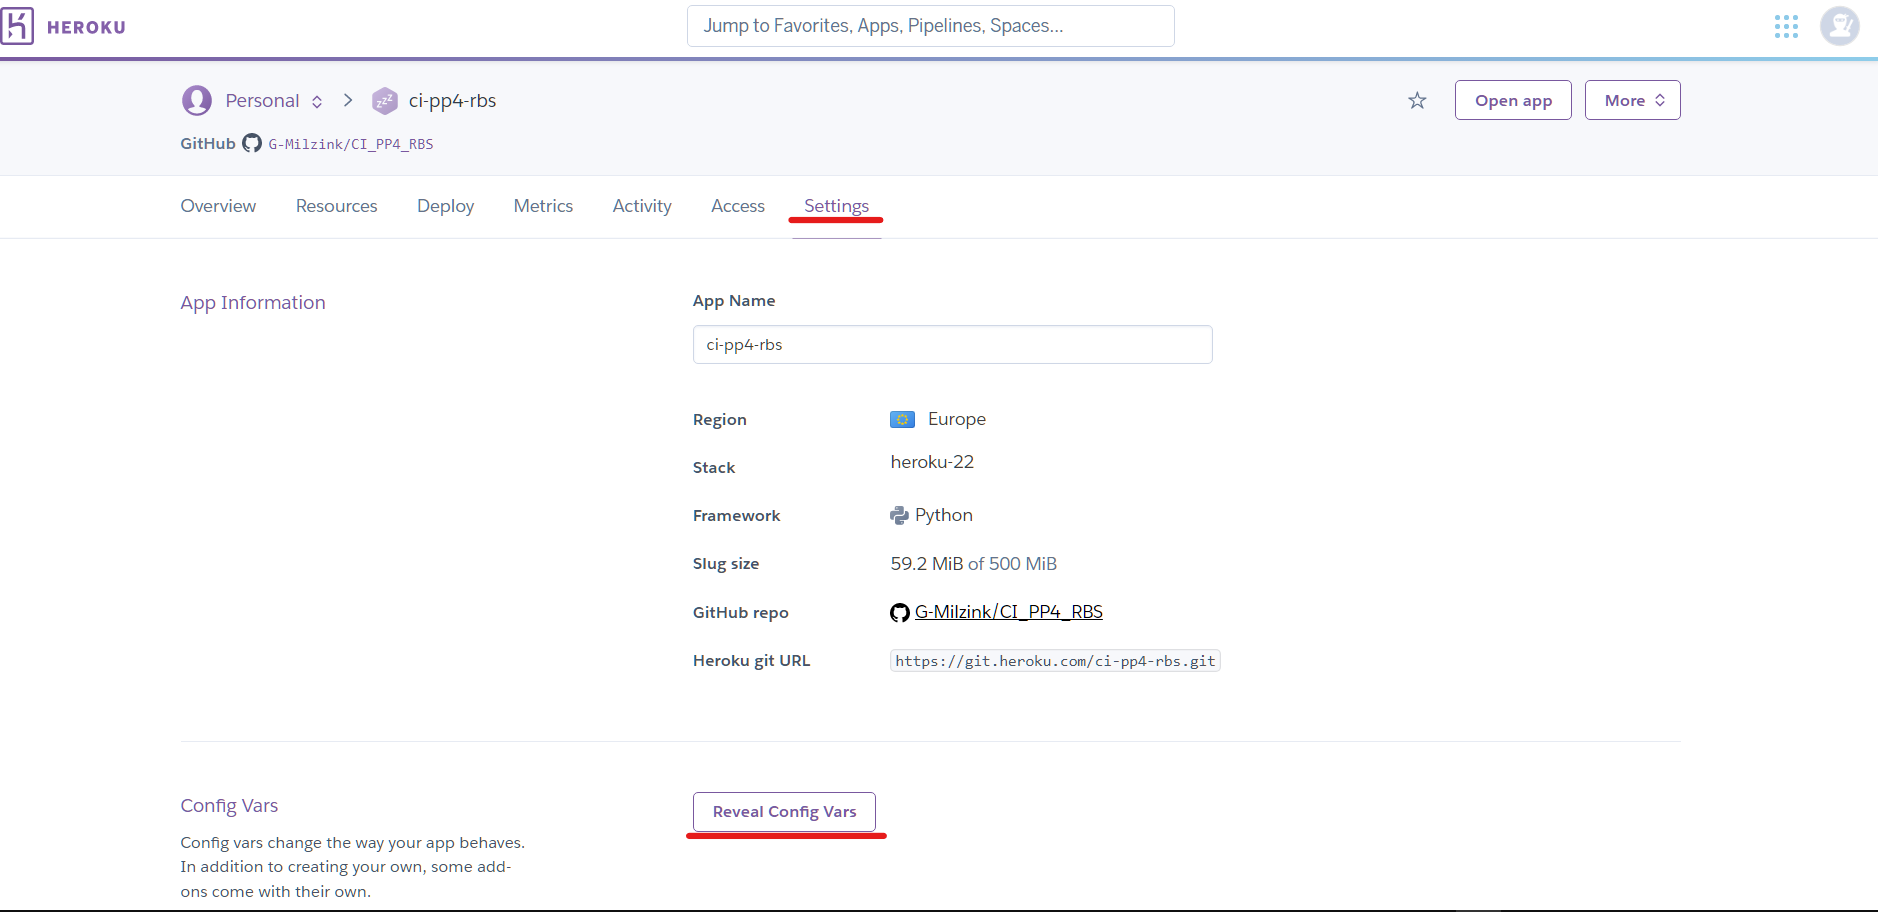 HEROKU
Jump to Favorites, Apps, Pipelines, Spaces...
Personal ci-pp4-rbs
Open app
More
GitHub G-Milzink/CI_PP4_RBS
Overview Resources Deploy Metrics Activity Access Settings
App Information
App Name
ci-pp4-rbs
Region Europe
Stack heroku-22
Framework Python
Slug size 59.2 MiB of 500 MiB
GitHub repo G-Milzink/CI_PP4_RBS
Heroku git URL https://git.heroku.com/ci-pp4-rbs.git
Config Vars
Config vars change the way your app behaves.
In addition to creating your own, some add-
ons come with their own.
Reveal Config Vars